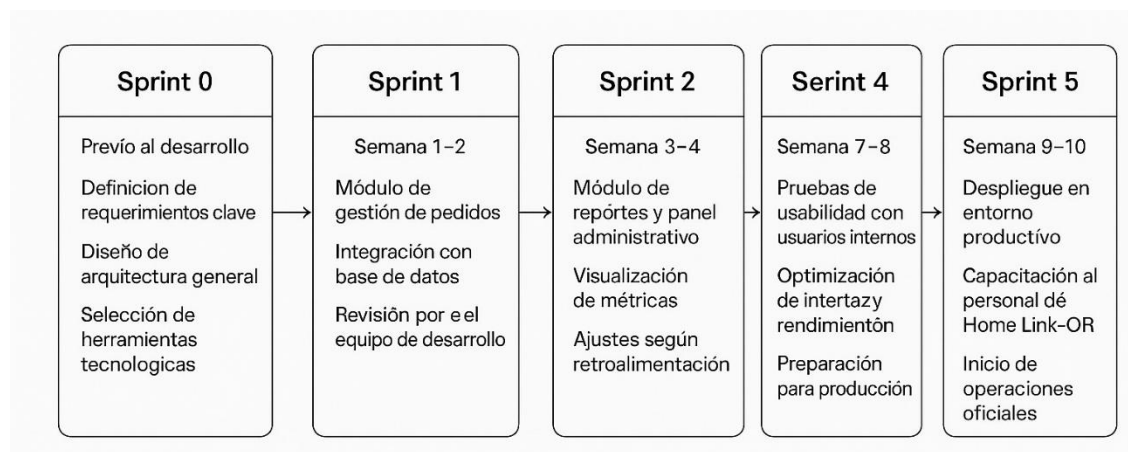 Sprint 0
Previo al desarrollo
Definicion de
requerimientos clave
Diseño de
arquitectura general
Selección de
herramientas
tecnologicas
Sprint 1
Semana 1–2
Módulo de
gestión de pedidos
Integración con
base de datos
Revisiôn por e el
equipo de desarrollo
Sprint 2
Semana 3–4
Módulo de
repórtes y panel
administrativo
Visualización
de métricas
Ajustes según
retroalimentación
Serint 4
Semana 7–8
Pruebas de
usabilidad con
usuarios internos
Optimización
de intertazy
rendimientôn
Preparación
para producción
Sprint 5
Semana 9–10
Despliegue en
entorno
productívo
Capacitación al
personal dé
Home Link-OR
Inicio de
operaciones
oficiales